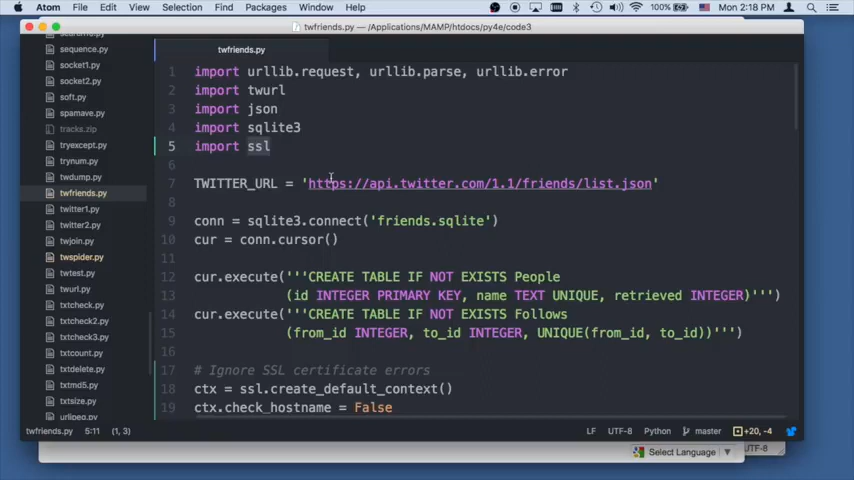 Atom File Edit View Selection Find Packages Window Help
100% Mon 2:18 PM
twfriends.py — /Applications/MAMP/htdocs/py4e/code3
sequence.py
socket1.py
socket2.py
soft.py
spamave.py
tracks.zip
tryexcept.py
trynum.py
twdump.py
twfriends.py
twitter1.py
twitter2.py
twjoin.py
twspider.py
twtest.py
twurl.py
txtcheck.py
txtcheck2.py
txtcheck3.py
txtcount.py
txtdelete.py
txtmd5.py
txtsize.py
urljpeg.py
twfriends.py
1 import urllib.request, urllib.parse, urllib.error
2 import twurl
3 import json
4 import sqlite3
5 import ssl
6
7 TWITTER_URL = 'https://api.twitter.com/1.1/friends/list.json'
8
9 conn = sqlite3.connect('friends.sqlite')
10 cur = conn.cursor()
11
12 cur.execute('''CREATE TABLE IF NOT EXISTS People
13 (id INTEGER PRIMARY KEY, name TEXT UNIQUE, retrieved INTEGER)''')
14 cur.execute('''CREATE TABLE IF NOT EXISTS Follows
15 (from_id INTEGER, to_id INTEGER, UNIQUE(from_id, to_id))''')
16
17 # Ignore SSL certificate errors
18 ctx = ssl.create_default_context()
19 ctx.check_hostname = False
twfriends.py 5:11 (1, 3) LF UTF-8 Python master +20, -4
Select Language UTF-8